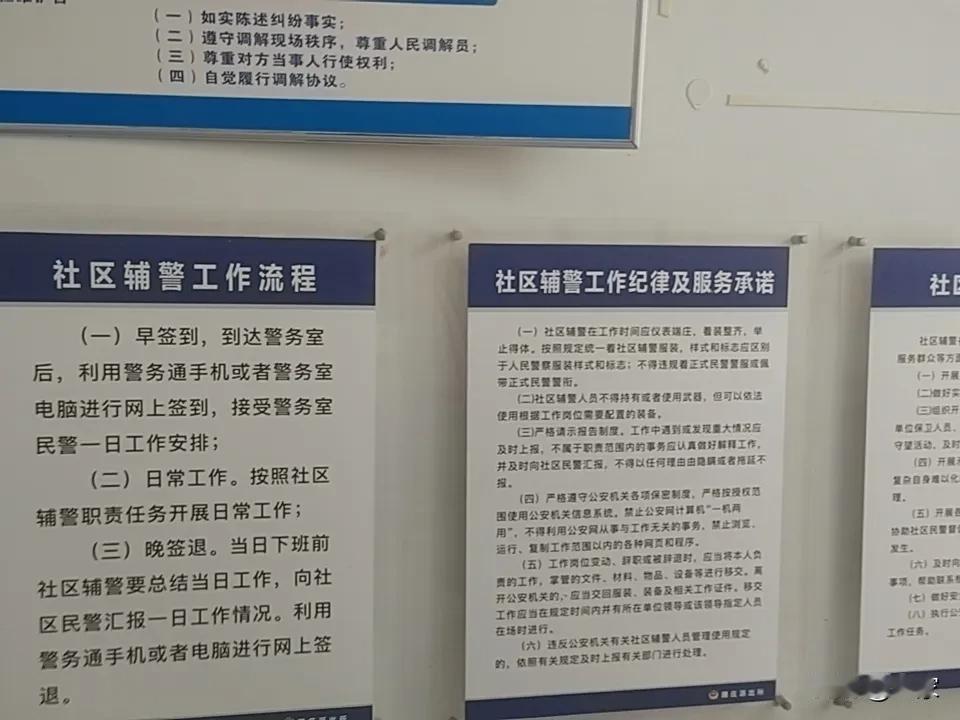 （一）如实陈述纠纷事实；
（二）遵守调解现场秩序，尊重人民调解员；
（三）尊重对方当事人行使权利；
（四）自觉履行调解协议。
社区辅警工作流程
（一）早签到，到达警务室
后，利用警务通手机或者警务室
电脑进行网上签到，接受警务室
民警一日工作安排；
（二）日常工作。按照社区
辅警职责任务开展日常工作；
（三）晚签退。当日下班前
社区辅警要总结当日工作，向社
区民警汇报一日工作情况。利用
警务通手机或者电脑进行网上签
退。
社区辅警工作纪律及服务承诺
（一）社区辅警在工作时间应仪表端庄，着装整齐，举
止得体。按照规定统一着社区辅警服装，样式和标志应区别
于人民警察服装样式和标志；不得违规着正式民警警服或佩
带正式民警警衔。
（二）社区辅警人员不得持有或者使用武器，但可以依法
使用根据工作岗位需要配置的装备。
（三）严格请示报告制度。工作中遇到或发现重大情况应
及时上报，不属于职责范围内的事务应认真做好解释工作，
并及时向社区民警汇报，不得以任何理由由隐瞒或者拖延不
报。
（四）严格遵守公安机关各项保密制度，严格按授权范
围使用公安机关信息系统。禁止公安网计算机“一机两
用”，不得利用公安网从事与工作无关的事务，禁止浏览、
运行、复制工作范围以内的各种网页和程序。
（五）工作岗位变动、辞职或被辞退时，应当将本人负
责的工作，掌管的文件、材料、物品、设备等进行移交。离
开公安机关的，应当交回服装、装备及相关工作证件。移交
工作应当在规定时间内并有所在单位领导或该领导指定人员
在场时进行。
（六）违反公安机关有关社区辅警人员管理使用规定
的，依照有关规定及时上报有关部门进行处理。
派出所
社区
社区辅警
服务群众等方面
（一）开展
（二）做好实
（三）组织开
单位保卫人员、
守望活动、及时
（四）开展
复杂自身难以化
理。
（五）开展各
协助社区民警督
发生。
（六）及时向
事项，帮助联系
（七）做好安
（八）执行公
工作任务。